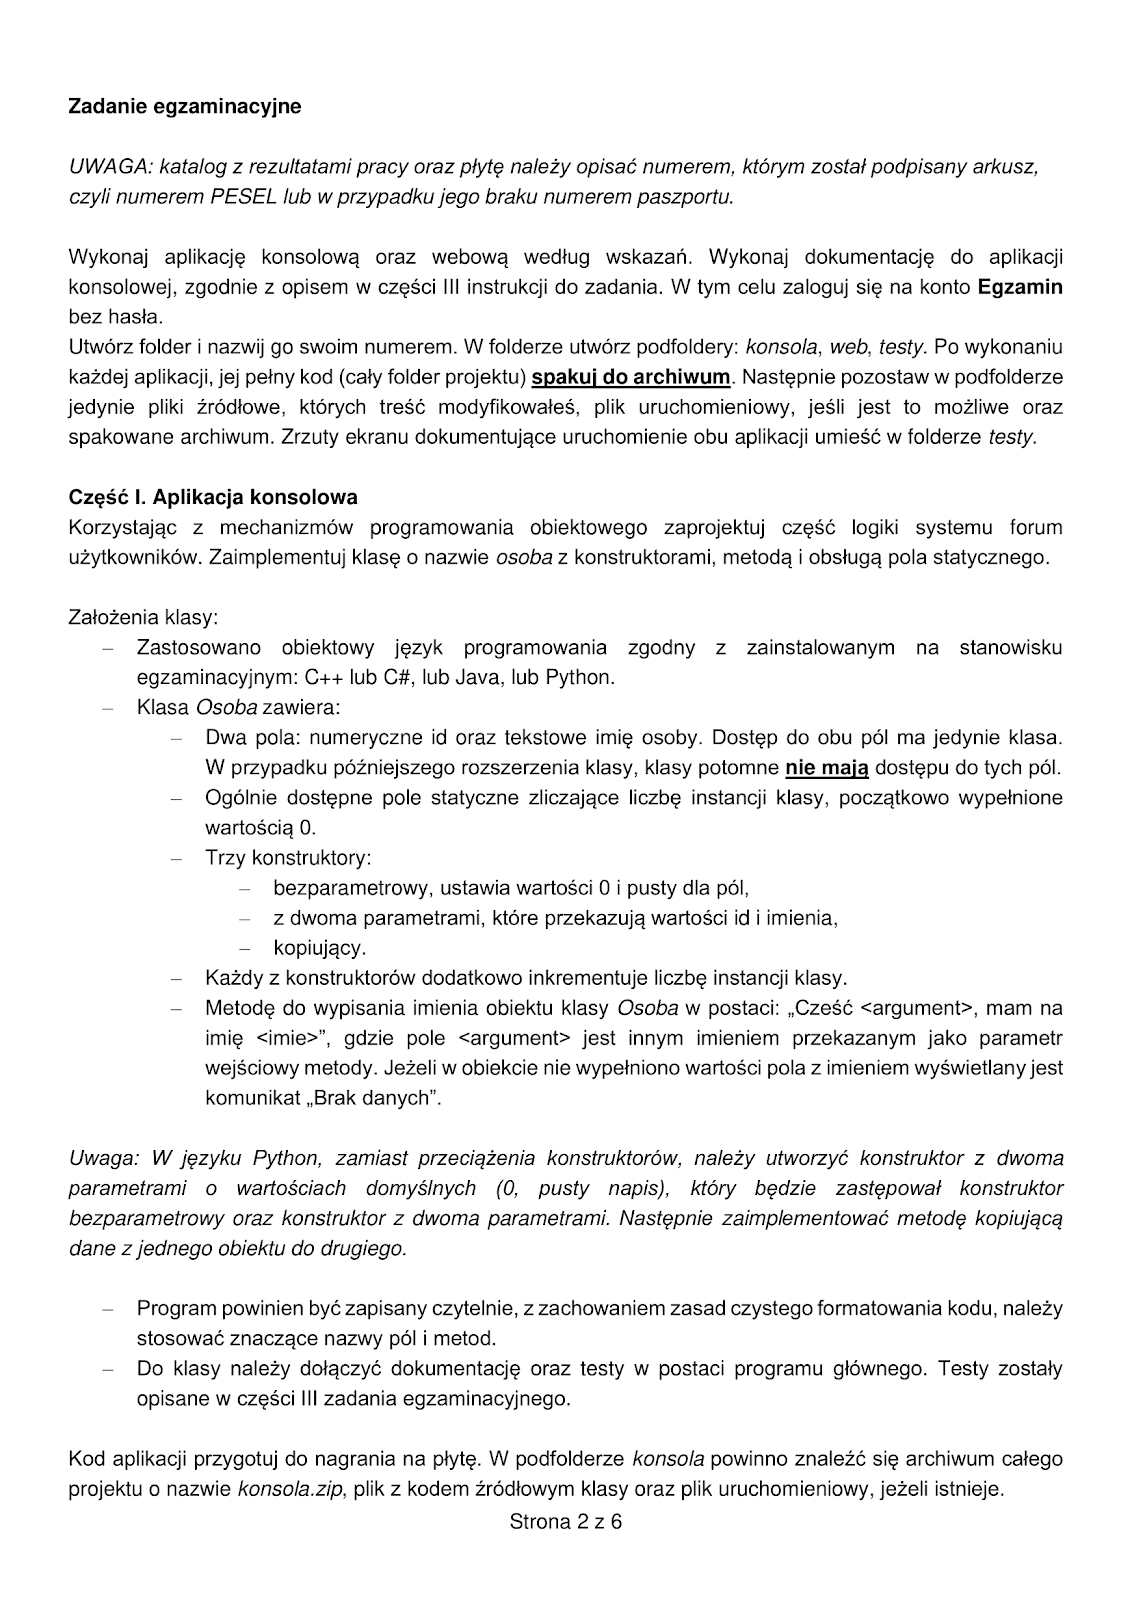 Zadanie egzaminacyjne
UWAGA: katalog z rezultatami pracy oraz płytę należy opisać numerem, którym został podpisany arkusz,
czyli numerem PESEL lub w przypadku jego braku numerem paszportu.
Wykonaj aplikację konsolową oraz webową według wskazań. Wykonaj dokumentację do aplikacji
konsolowej, zgodnie z opisem w części III instrukcji do zadania. W tym celu zaloguj się na konto Egzamin
bez hasła.
Utwórz folder i nazwij go swoim numerem. W folderze utwórz podfoldery: konsola, web, testy. Po wykonaniu
każdej aplikacji, jej pełny kod (cały folder projektu) spakuj do archiwum. Następnie pozostaw w podfolderze
jedynie pliki źródłowe, których treść modyfikowałeś, plik uruchomieniowy, jeśli jest to możliwe oraz
spakowane archiwum. Zrzuty ekranu dokumentujące uruchomienie obu aplikacji umieść w folderze testy.
Część I. Aplikacja konsolowa
Korzystając z mechanizmów programowania obiektowego zaprojektuj część logiki systemu forum
użytkowników. Zaimplementuj klasę o nazwie osoba z konstruktorami, metodą i obsługą pola statycznego.
Założenia klasy:
– Zastosowano obiektowy język programowania zgodny z zainstalowanym na stanowisku
egzaminacyjnym: C++ lub C#, lub Java, lub Python.
– Klasa Osoba zawiera:
– Dwa pola: numeryczne id oraz tekstowe imię osoby. Dostęp do obu pól ma jedynie klasa.
W przypadku późniejszego rozszerzenia klasy, klasy potomne nie mają dostępu do tych pól.
– Ogólnie dostępne pole statyczne zliczające liczbę instancji klasy, początkowo wypełnione
wartością 0.
– Trzy konstruktory:
– bezparametrowy, ustawia wartości 0 i pusty dla pól,
– z dwoma parametrami, które przekazują wartości id i imienia,
– kopiujący.
– Każdy z konstruktorów dodatkowo inkrementuje liczbę instancji klasy.
– Metodę do wypisania imienia obiektu klasy Osoba w postaci: „Cześć <argument>, mam na
imię <imie>”, gdzie pole <argument> jest innym imieniem przekazanym jako parametr
wejściowy metody. Jeżeli w obiekcie nie wypełniono wartości pola z imieniem wyświetlany jest
komunikat „Brak danych”.
Uwaga: W języku Python, zamiast przeciążenia konstruktorów, należy utworzyć konstruktor z dwoma
parametrami o wartościach domyślnych (0, pusty napis), który będzie zastępował konstruktor
bezparametrowy oraz konstruktor z dwoma parametrami. Następnie zaimplementować metodę kopiującą
dane z jednego obiektu do drugiego.
– Program powinien być zapisany czytelnie, z zachowaniem zasad czystego formatowania kodu, należy
stosować znaczące nazwy pól i metod.
– Do klasy należy dołączyć dokumentację oraz testy w postaci programu głównego. Testy zostały
opisane w części III zadania egzaminacyjnego.
Kod aplikacji przygotuj do nagrania na płytę. W podfolderze konsola powinno znaleźć się archiwum całego
projektu o nazwie konsola.zip, plik z kodem źródłowym klasy oraz plik uruchomieniowy, jeżeli istnieje.
Strona 2 z 6